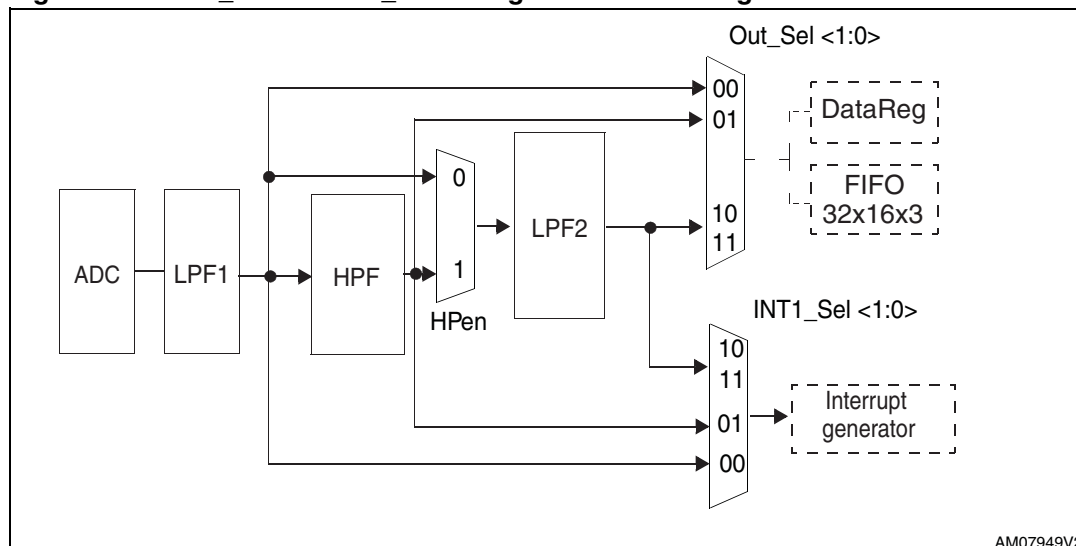 Out_Sel <1:0>
00
01
10
11
DataReg
FIFO
32x16x3
ADC
LPF1
HPF
0
1
HPen
LPF2
INT1_Sel <1:0>
10
11
01
00
Interrupt
generator